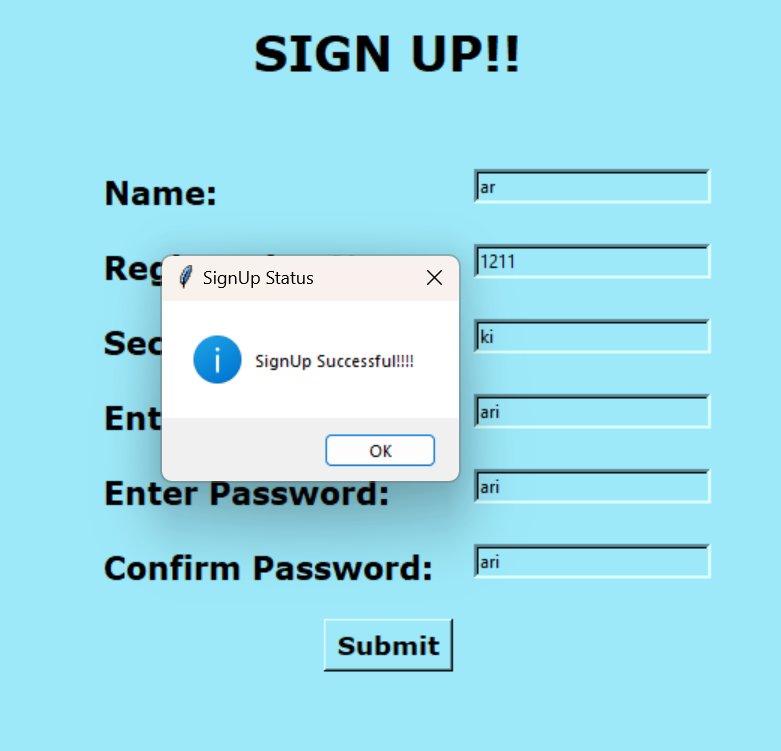 SIGN UP!!
Name:
ar
1211
SignUp Status
ki
SignUp Successful!!!!
ari
OK
Enter Password:
ari
Confirm Password:
ari
Submit